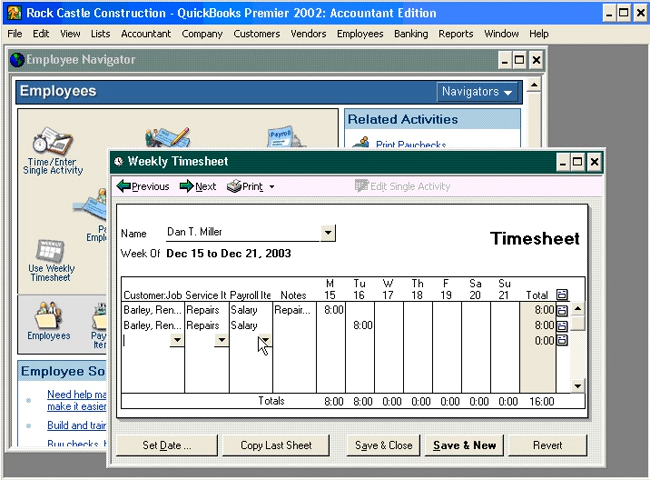 Rock Castle Construction - QuickBooks Premier 2002: Accountant Edition
File Edit View Lists Accountant Company Customers Vendors Employees Banking Reports Window Help
Employee Navigator
Employees
Navigators
Related Activities
Print Paychecks
Time/Enter
Single Activity
Payroll
Weekly Timesheet
Previous Next Print Edit Single Activity
Name Dan T. Miller
Timesheet
Week Of Dec 15 to Dec 21, 2003
Use Weekly
Timesheet
M Tu W Th F Sa Su
Customer:Job Service It Payroll Ite Notes 15 16 17 18 19 20 21 Total
Barley, Ren... Repairs Salary Repair... 8:00 8:00
Barley, Ren... Repairs Salary 8:00 8:00
0:00
Employees
Totals 8:00 8:00 0:00 0:00 0:00 0:00 0:00 16:00
Employee So
Need help ma
make it easier
Build and train
Set Date ... Copy Last Sheet Save & Close Save & New Revert